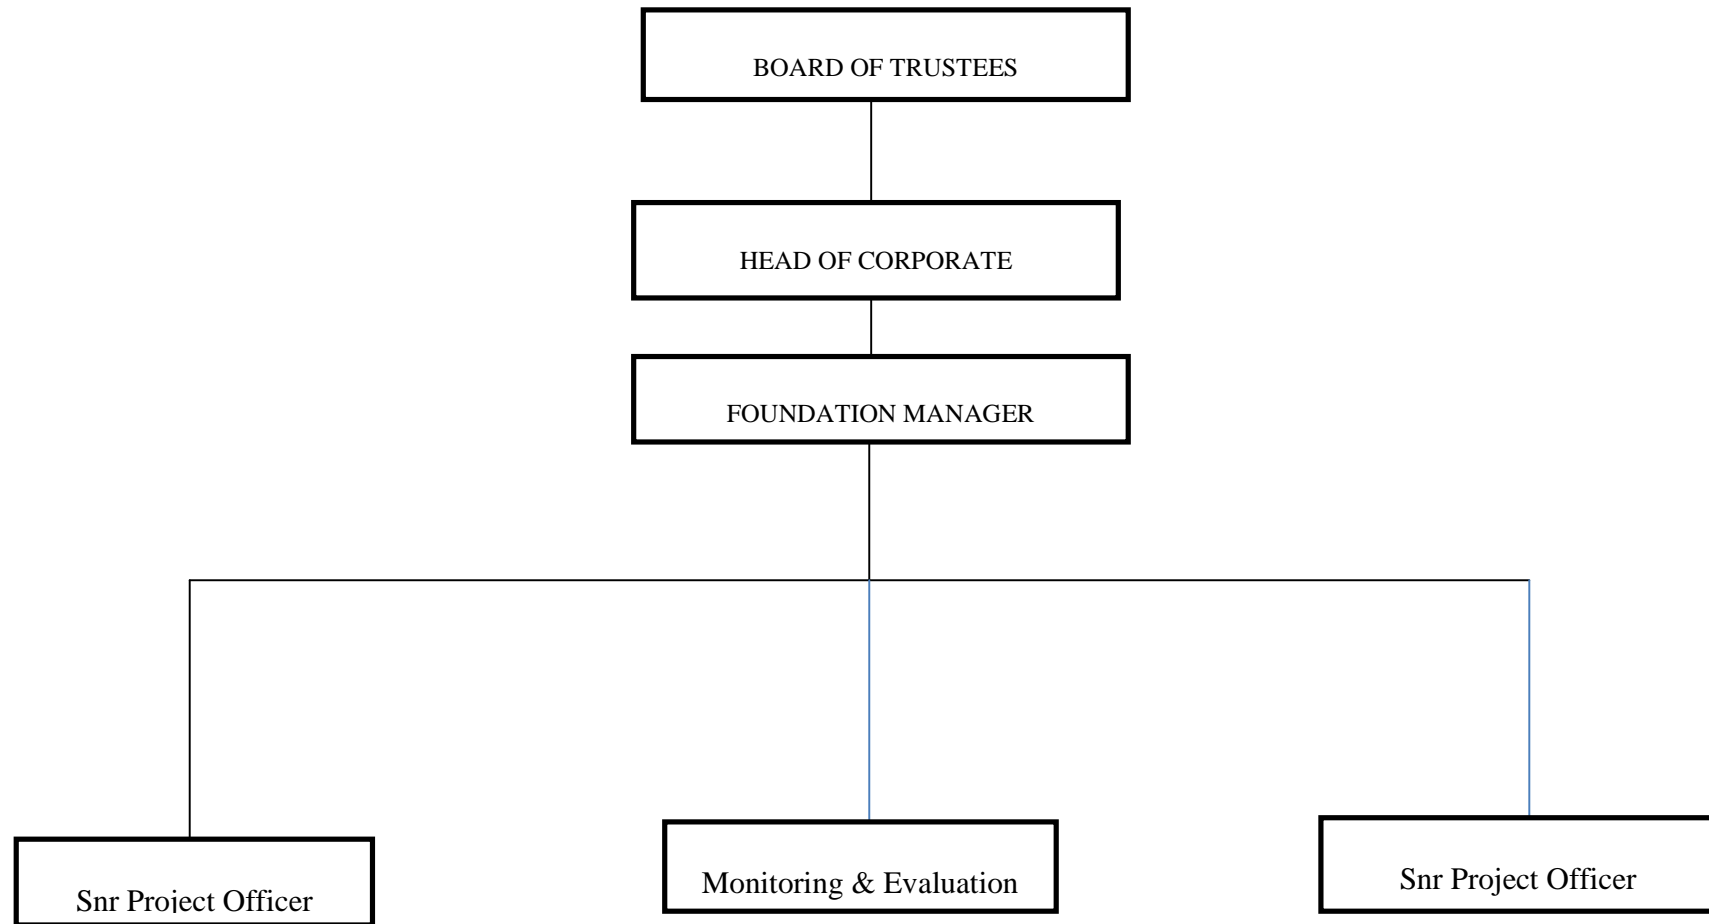 BOARD OF TRUSTEES
HEAD OF CORPORATE
FOUNDATION MANAGER
Snr Project Officer
Monitoring & Evaluation
Snr Project Officer